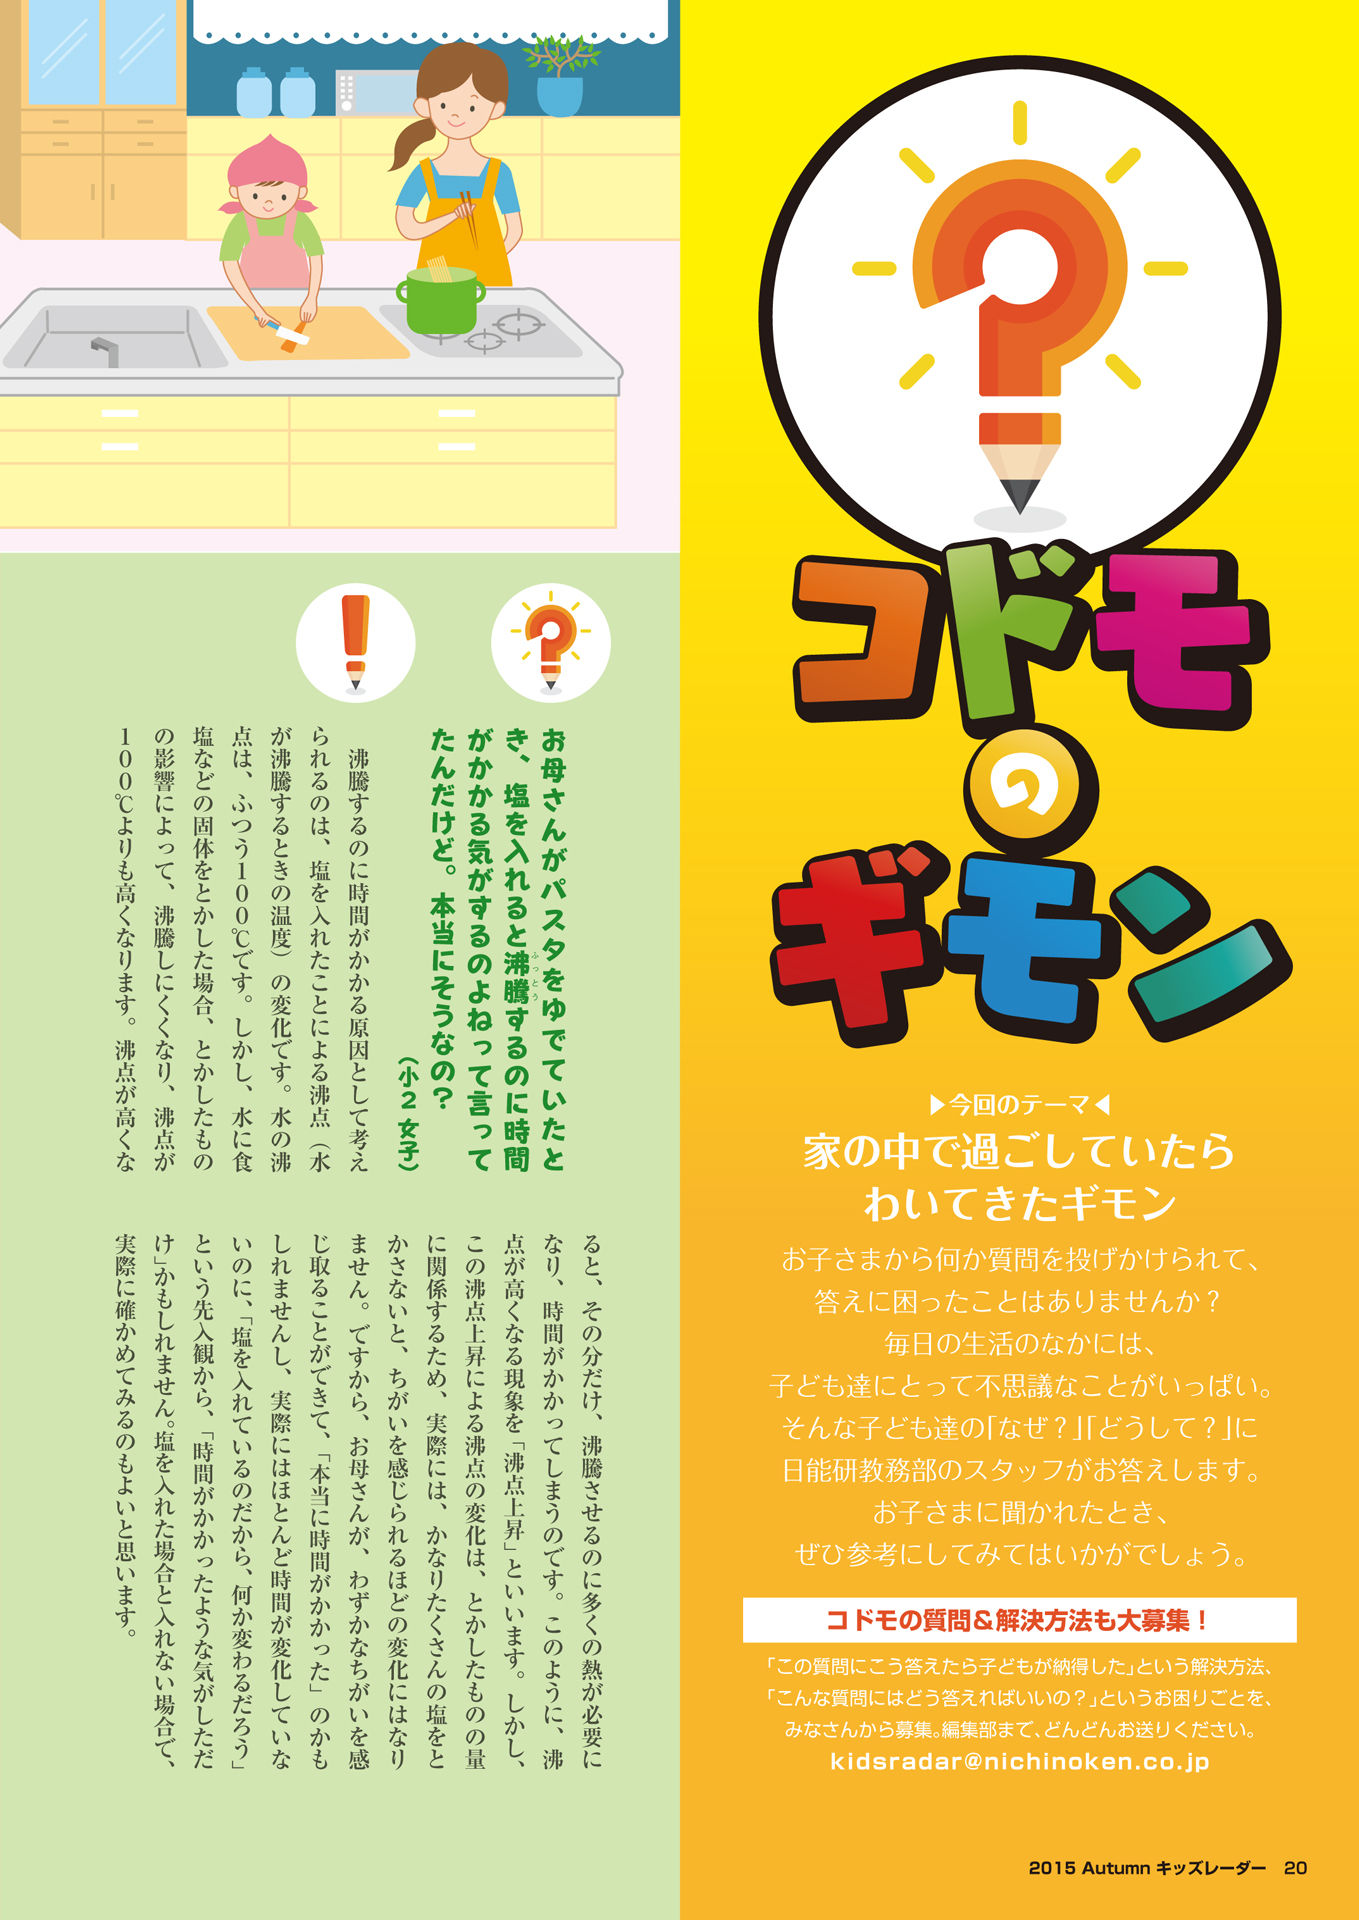 コドモ
の
ギモン
▶今回のテーマ◀
家の中で過ごしていたら
わいてきたギモン
お子さまから何か質問を投げかけられて、
答えに困ったことはありませんか？
毎日の生活のなかには、
子ども達にとって不思議なことがいっぱい。
そんな子ども達の「なぜ？」「どうして？」に
日能研教務部のスタッフがお答えします。
お子さまに聞かれたとき、
ぜひ参考にしてみてはいかがでしょう。
コドモの質問＆解決方法も大募集！
「この質問にこう答えたら子どもが納得した」という解決方法、
「こんな質問にはどう答えればいいの？」というお困りごとを、
みなさんから募集。編集部まで、どんどんお送りください。
kidsradar@nichinoken.co.jp
お母さんがパスタをゆでていたと
き、塩を入れると沸騰するのに時間
ふっとう
がかかる気がするのよねって言って
たんだけど。本当にそうなの？
（小２ 女子）
沸騰するのに時間がかかる原因として考え
られるのは、塩を入れたことによる沸点（水
が沸騰するときの温度）の変化です。水の沸
点は、ふつう１００℃です。しかし、水に食
塩などの固体をとかした場合、とかしたもの
の影響によって、沸騰しにくくなり、沸点が
１００℃よりも高くなります。沸点が高くな
ると、その分だけ、沸騰させるのに多くの熱が必要に
なり、時間がかかってしまうのです。このように、沸
点が高くなる現象を「沸点上昇」といいます。しかし、
この沸点上昇による沸点の変化は、とかしたものの量
に関係するため、実際には、かなりたくさんの塩をと
かさないと、ちがいを感じられるほどの変化にはなり
ません。ですから、お母さんが、わずかなちがいを感
じ取ることができて、「本当に時間がかかった」のかも
しれませんし、実際にはほとんど時間が変化していな
いのに、「塩を入れているのだから、何か変わるだろう」
という先入観から、「時間がかかったような気がしただ
け」かもしれません。塩を入れた場合と入れない場合で、
実際に確かめてみるのもよいと思います。
2015 Autumn キッズレーダー 20